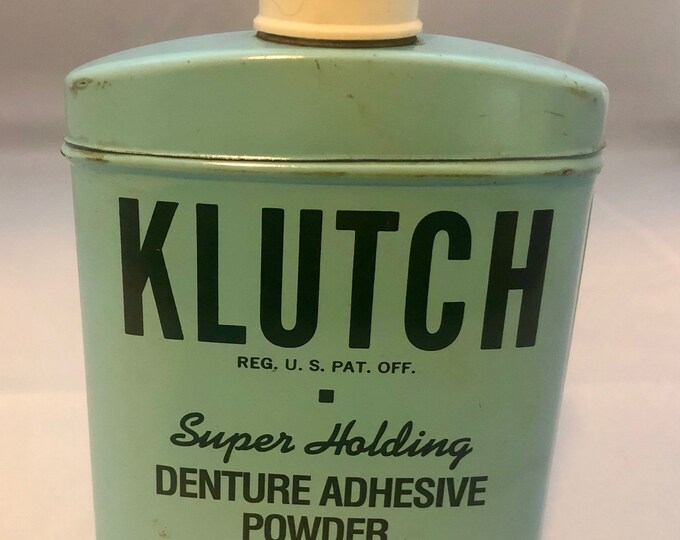 KLUTCH
REG. U. S. PAT. OFF.
Super Holding
DENTURE ADHESIVE
POWDER